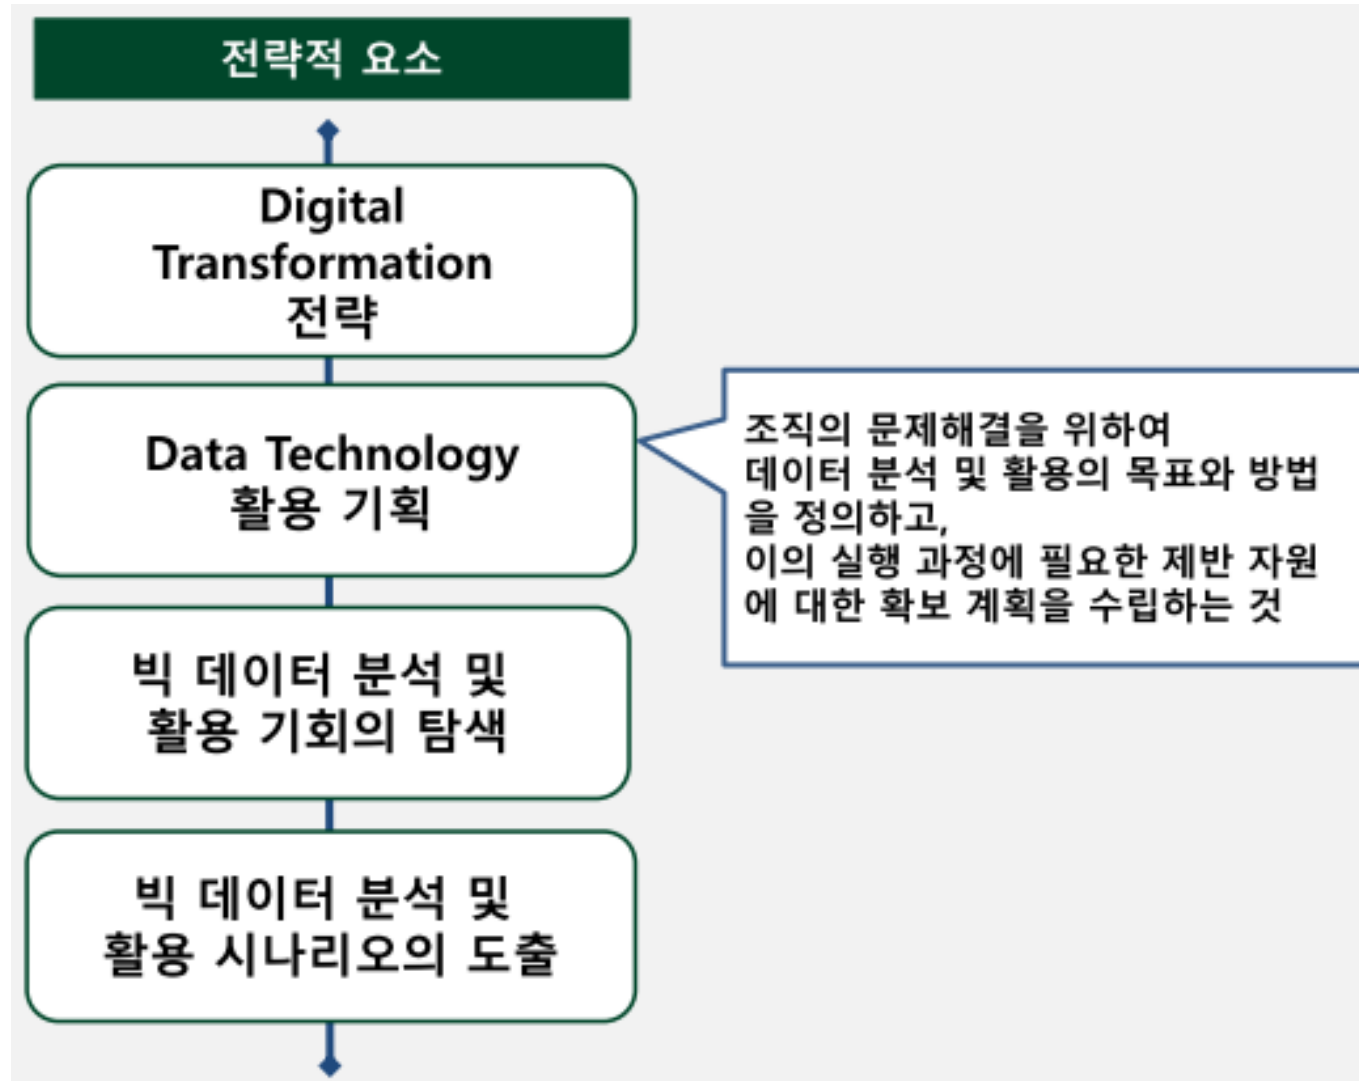 전략적 요소
Digital
Transformation
전략
Data Technology
활용 기획
조직의 문제해결을 위하여
데이터 분석 및 활용의 목표와 방법
을 정의하고,
이의 실행 과정에 필요한 제반 자원
에 대한 확보 계획을 수립하는 것
빅 데이터 분석 및
활용 기회의 탐색
빅 데이터 분석 및
활용 시나리오의 도출